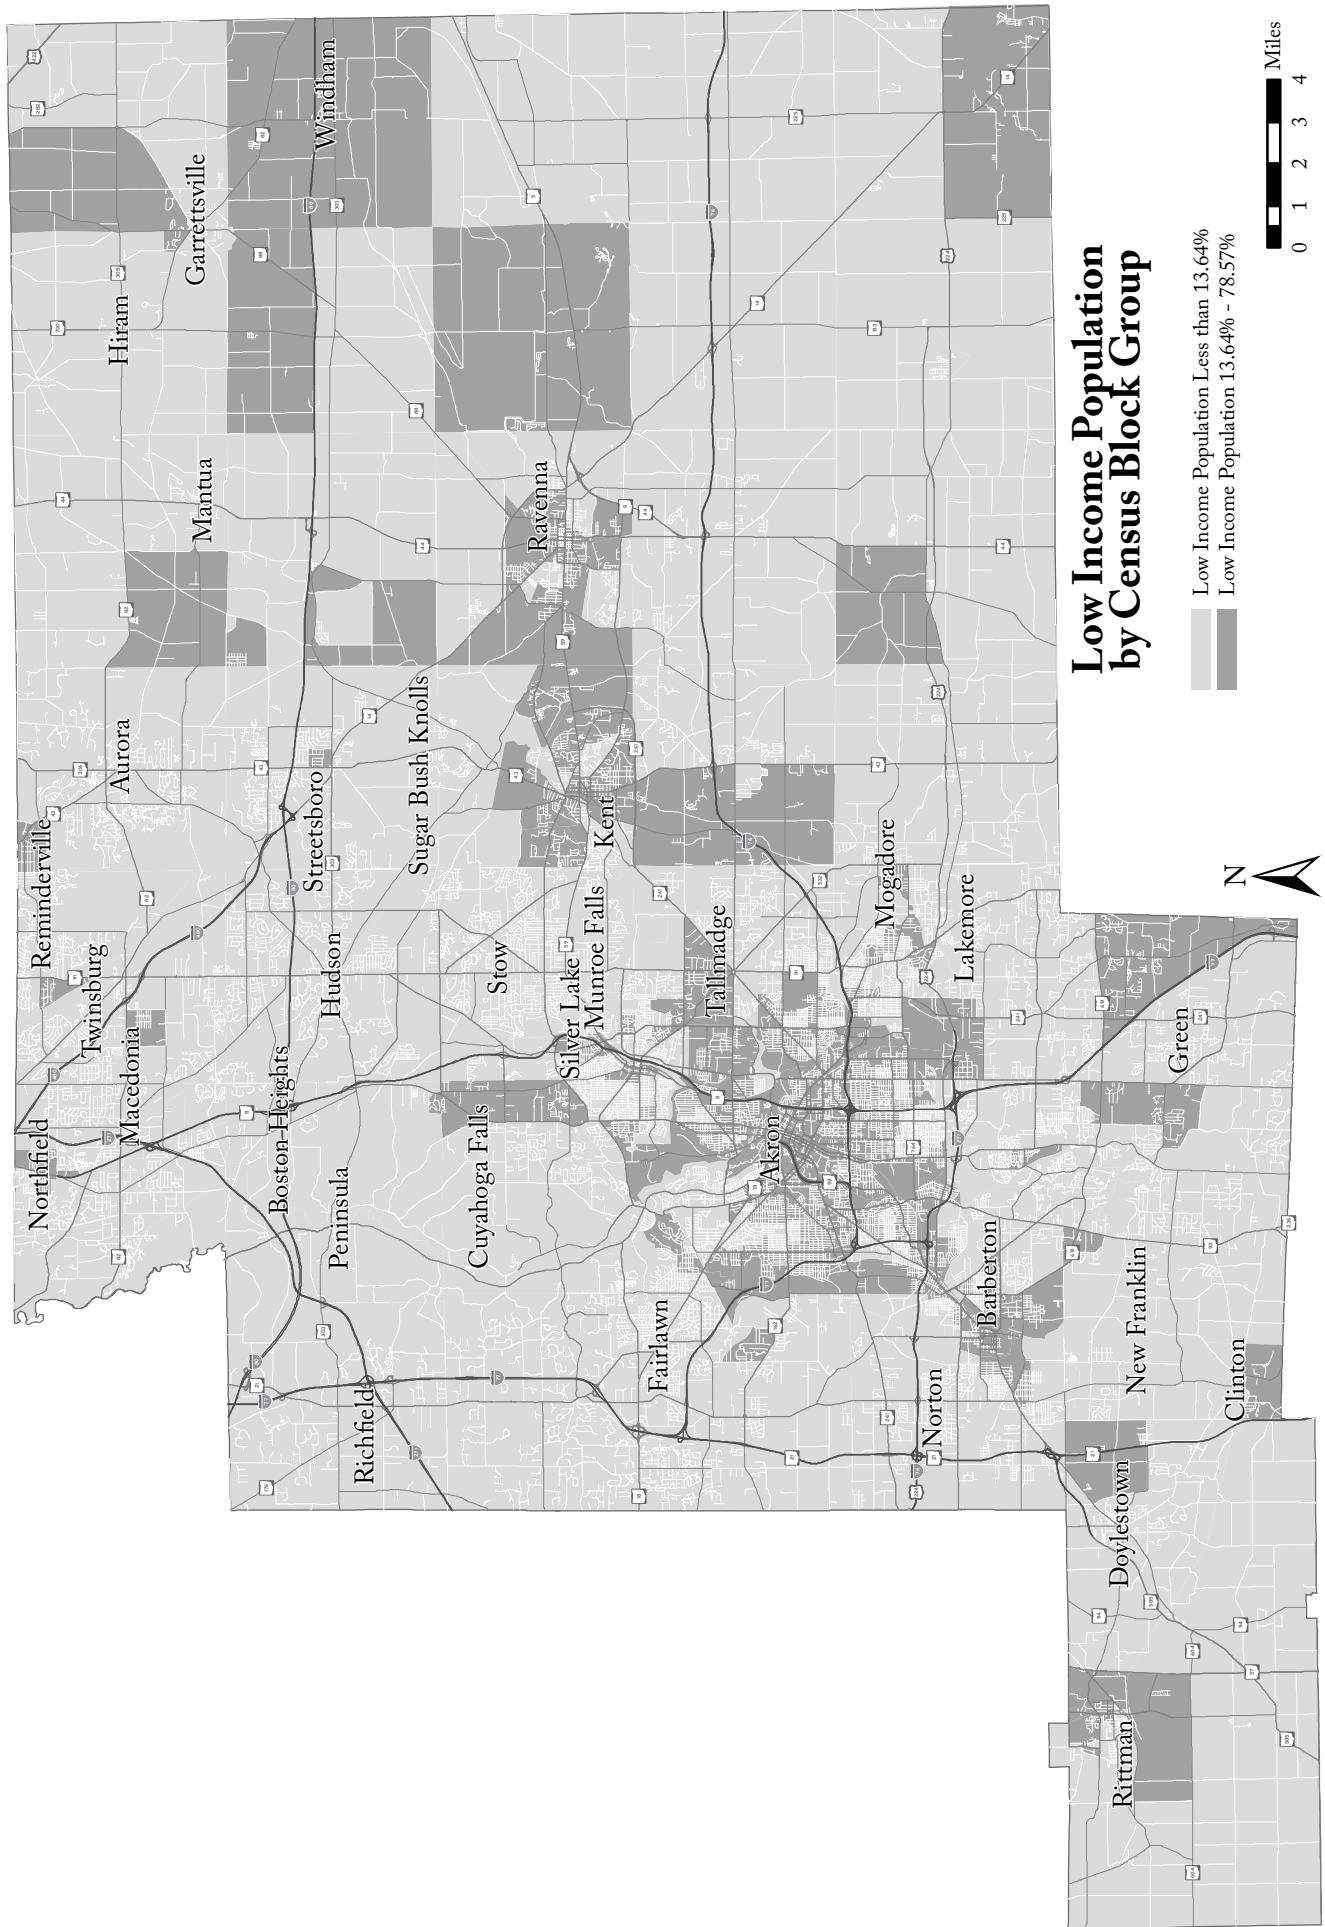 Northfield
Macedonia
Twinsburg
Reminderville
Aurora
Mantua
Hiram
Garrettsville
Windham
Boston Heights
Peninsula
Richfield
Hudson
Streetsboro
Sugar Bush Knolls
Cuyahoga Falls
Stow
Silver Lake
Munroe Falls
Kent
Ravenna
Fairlawn
Akron
Tallmadge
Mogadore
Lakemore
Norton
Barberton
New Franklin
Green
Clinton
Doylestown
Rittman
Low Income Population
by Census Block Group
Low Income Population Less than 13.64%
Low Income Population 13.64% - 78.57%
N
Miles
0 1 2 3 4